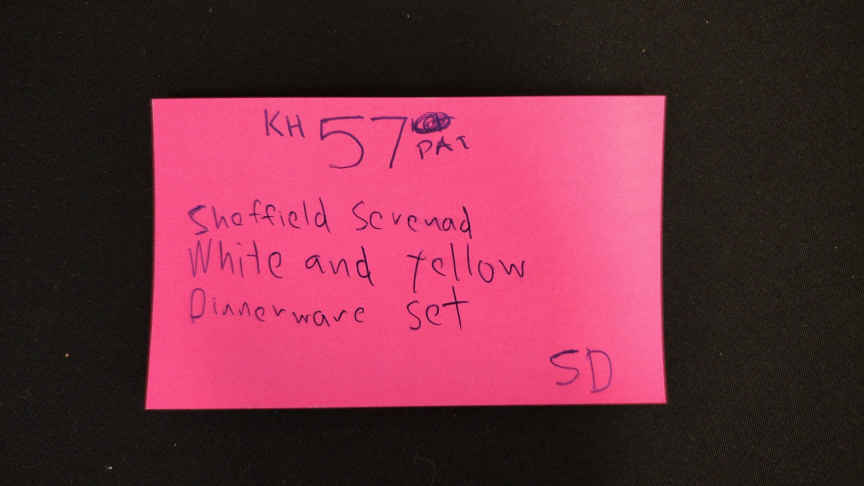 KH 57 PAT
Sheffield Serenad
White and yellow
Dinnerware set
SD